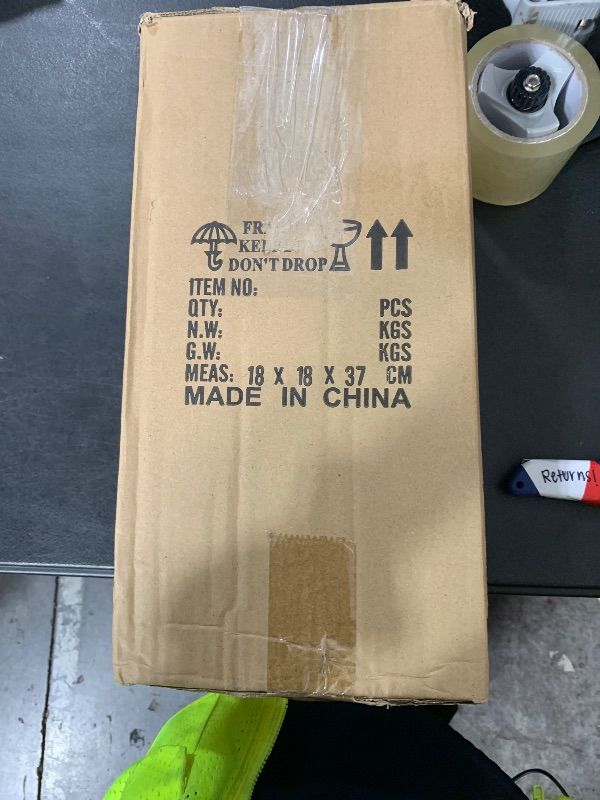 DON'T DROP
ITEM NO:
QTY: PCS
N.W: KGS
G.W: KGS
MEAS: 18 X 18 X 37 CM
MADE IN CHINA
Returns!